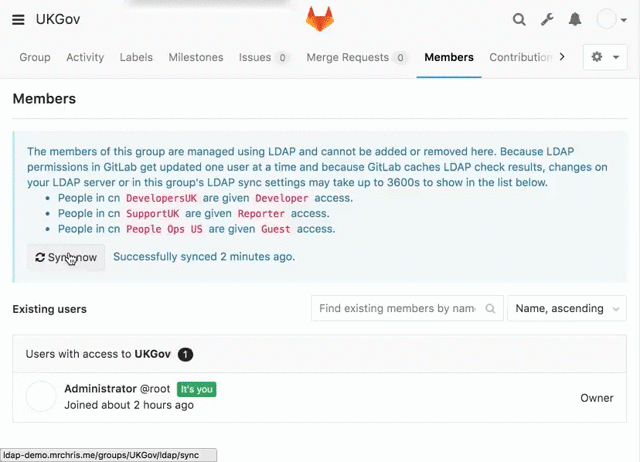 UKGov
Group Activity Labels Milestones Issues 0 Merge Requests 0 Members Contribution
Members
The members of this group are managed using LDAP and cannot be added or removed here. Because LDAP
permissions in GitLab get updated one user at a time and because GitLab caches LDAP check results, changes on
your LDAP server or in this group's LDAP sync settings may take up to 3600s to show in the list below.
• People in cn DevelopersUK are given Developer access.
• People in cn SupportUK are given Reporter access.
• People in cn People Ops US are given Guest access.
Sync now Successfully synced 2 minutes ago.
Existing users Find existing members by name Name, ascending
Users with access to UKGov 1
Administrator @root It's you
Joined about 2 hours ago
Owner
ldap-demo.mrchris.me/groups/UKGov/ldap/sync